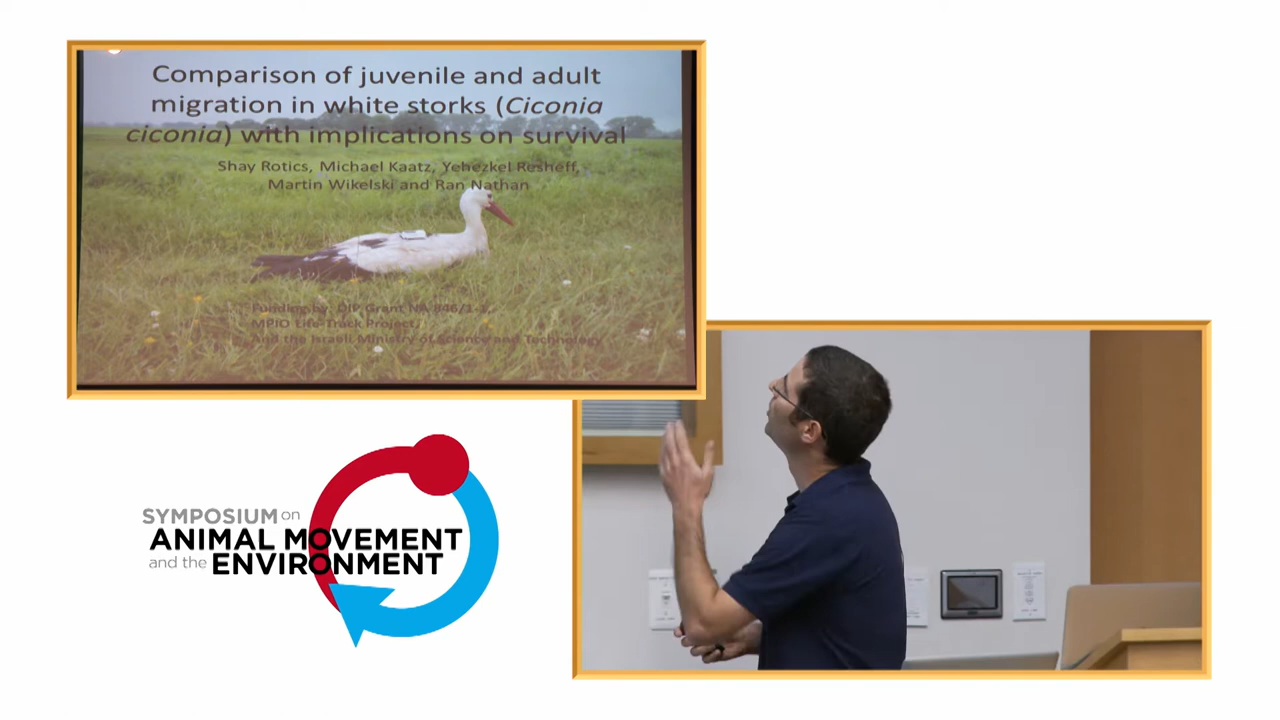 Comparison of juvenile and adult
migration in white storks (Ciconia
ciconia) with implications on survival
Shay Rotics, Michael Kaatz, Yehezkel Resheff,
Martin Wikelski and Ran Nathan
Funding by: DIP Grant NA 846/1-1,
MPIO Life-Track Project,
And the Israeli Ministry of Science and Technology
SYMPOSIUM on
ANIMAL MOVEMENT
and the ENVIRONMENT